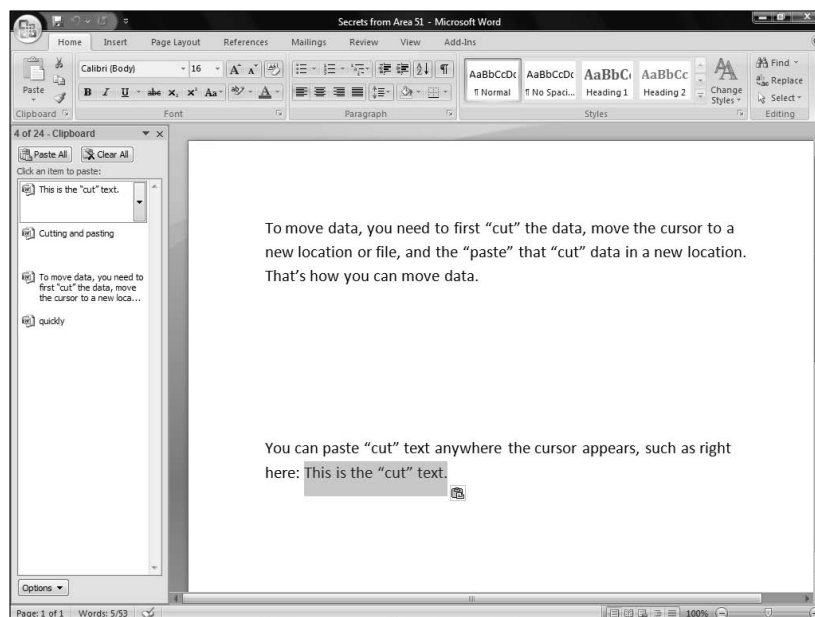 Secrets from Area 51 - Microsoft Word
Home Insert Page Layout References Mailings Review View Add-Ins
Calibri (Body) 16
AaBbCcDc AaBbCcDc AaBbC AaBbCc
Find
Replace
Select
Paste
B I U abc X₂ X² Aa A
¶ Normal ¶ No Spaci... Heading 1 Heading 2
Change Styles
Clipboard Font Paragraph Styles Editing
4 of 24 - Clipboard
Paste All Clear All
Click an item to paste:
This is the "cut" text.
Cutting and pasting
To move data, you need to
first "cut" the data, move
the cursor to a new loca...
quickly
Options
To move data, you need to first “cut” the data, move the cursor to a
new location or file, and the “paste” that “cut” data in a new location.
That’s how you can move data.
You can paste “cut” text anywhere the cursor appears, such as right
here: This is the “cut” text.
Page: 1 of 1 Words: 5/53 100%